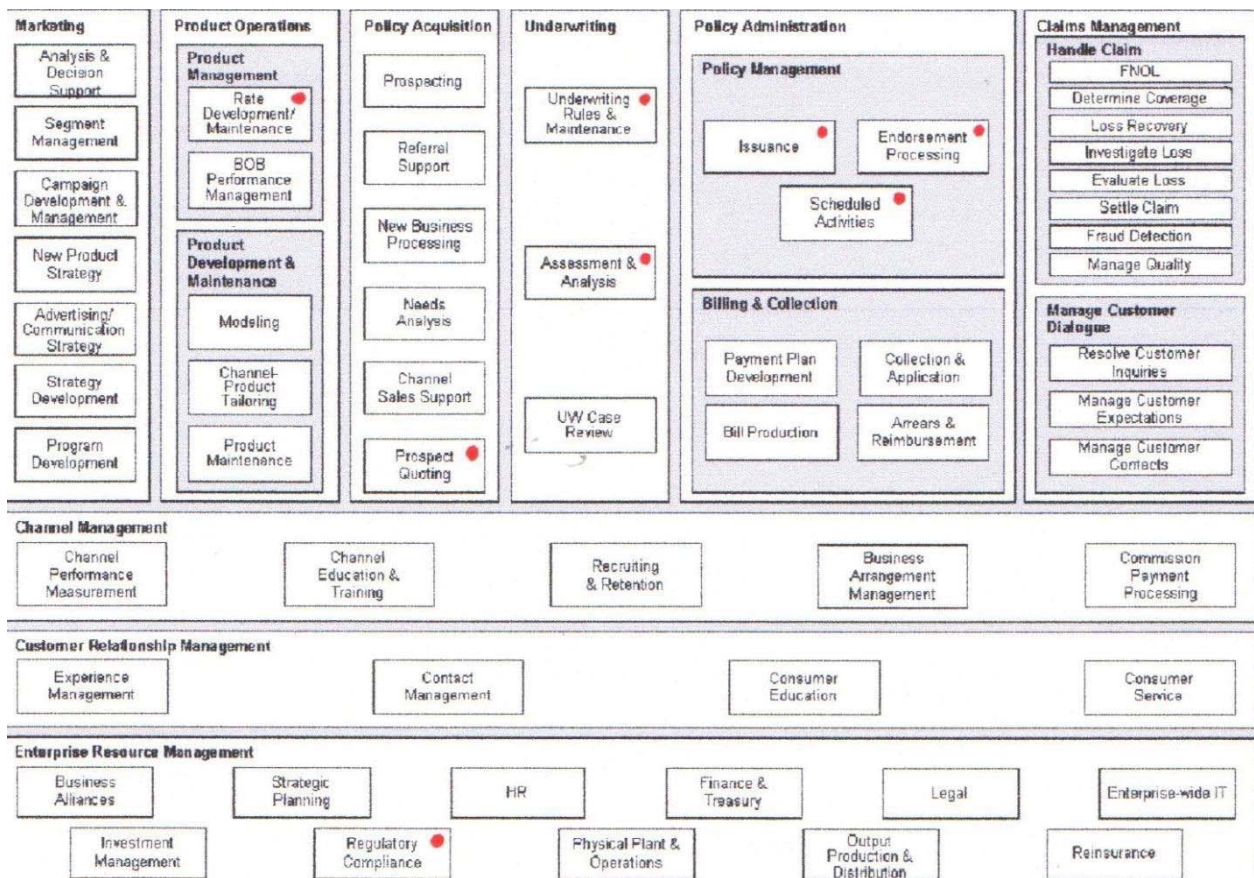 Marketing
Analysis &
Decision
Support
Segment
Management
Campaign
Development &
Management
New Product
Strategy
Advertising/
Communication
Strategy
Strategy
Development
Program
Development
Product Operations
Product
Management
Rate
Development/
Maintenance
BOB
Performance
Management
Product
Development &
Maintenance
Modeling
Channel-
Product
Tailoring
Product
Maintenance
Policy Acquisition
Prospecting
Referral
Support
New Business
Processing
Needs
Analysis
Channel
Sales Support
Prospect
Quoting
Underwriting
Underwriting
Rules &
Maintenance
Assessment &
Analysis
UW Case
Review
Policy Administration
Policy Management
Issuance
Endorsement
Processing
Scheduled
Activities
Billing & Collection
Payment Plan
Development
Collection &
Application
Bill Production
Arrears &
Reimbursement
Claims Management
Handle Claim
FNOL
Determine Coverage
Loss Recovery
Investigate Loss
Evaluate Loss
Settle Claim
Fraud Detection
Manage Quality
Manage Customer
Dialogue
Resolve Customer
Inquiries
Manage Customer
Expectations
Manage Customer
Contacts
Channel Management
Channel
Performance
Measurement
Channel
Education &
Training
Recruiting
& Retention
Business
Arrangement
Management
Commission
Payment
Processing
Customer Relationship Management
Experience
Management
Contact
Management
Consumer
Education
Consumer
Service
Enterprise Resource Management
Business
Alliances
Strategic
Planning
HR
Finance &
Treasury
Legal
Enterprise-wide IT
Investment
Management
Regulatory
Compliance
Physical Plant &
Operations
Output
Production &
Distribution
Reinsurance